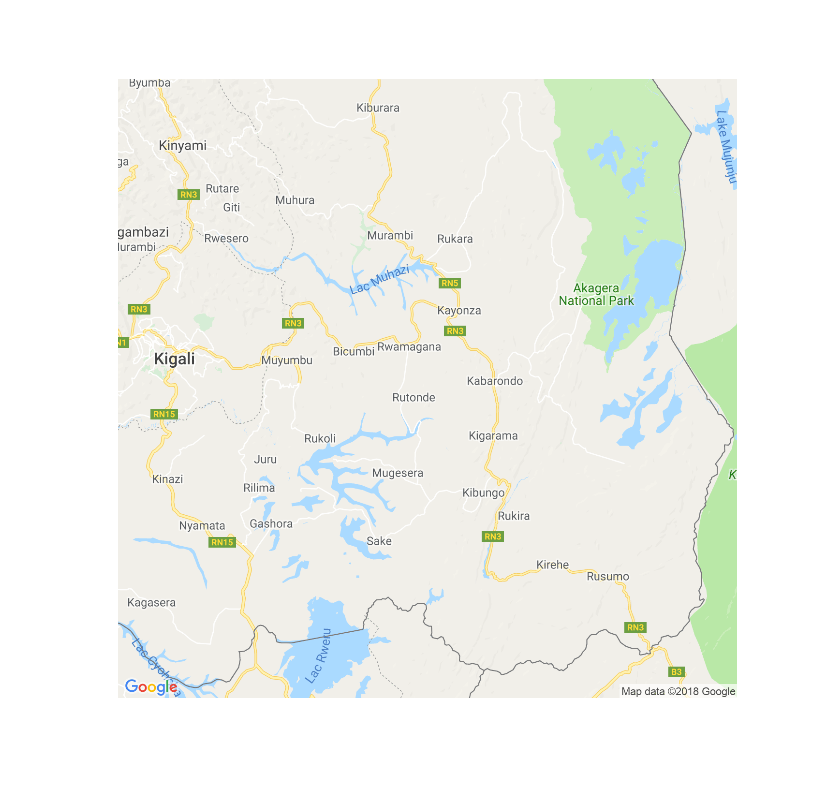 Byumba
Kiburara
Lake Mujunju
Kinyami
ga
RN3
Rutare
Giti
Muhura
gambazi
Murambi
Rwesero
Murambi
Rukara
Lac Muhazi
RN5
Akagera
National Park
RN3
RN3
Kayonza
RN3
N1
Kigali
Muyumbu
Bicumbi
Rwamagana
Kabarondo
Rutonde
RN15
Rukoli
Kigarama
Juru
Mugesera
K
Kinazi
Rilima
Kibungo
Nyamata
Gashora
Rukira
RN15
Sake
RN3
Kirehe
Rusumo
Kagasera
RN3
Lac Rweru
B3
Google
Map data ©2018 Google